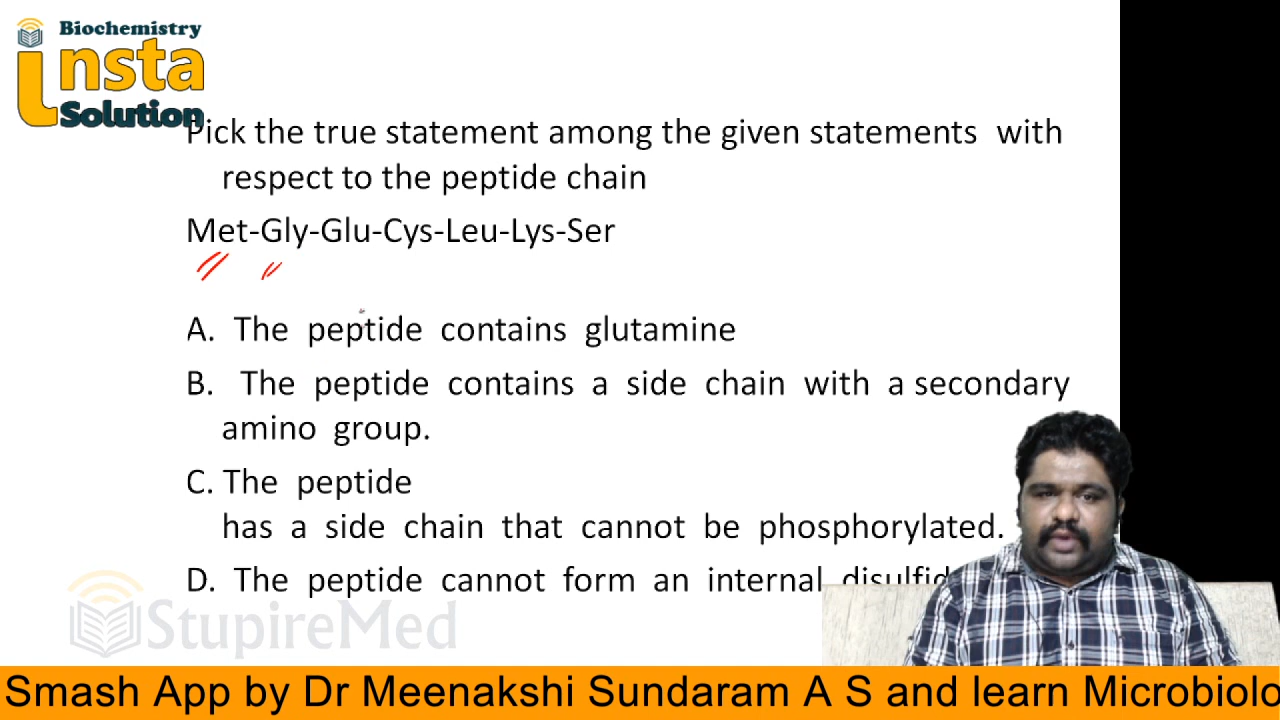 Biochemistry
Insta
Solution
Pick the true statement among the given statements with
respect to the peptide chain
Met-Gly-Glu-Cys-Leu-Lys-Ser
A. The peptide contains glutamine
B. The peptide contains a side chain with a secondary
amino group.
C. The peptide
has a side chain that cannot be phosphorylated.
D. The peptide cannot form an internal
StupireMed
Smash App by Dr Meenakshi Sundaram A S and learn Microbiolo